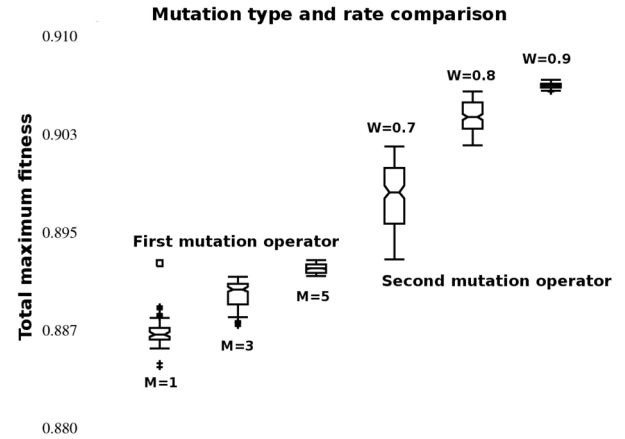 Mutation type and rate comparison
0.910
W=0.9
W=0.8
W=0.7
0.903
Total maximum fitness
0.895
First mutation operator
Second mutation operator
M=5
0.887
M=3
M=1
0.880